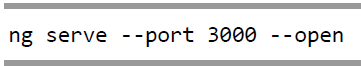 ng serve --port 3000 --open